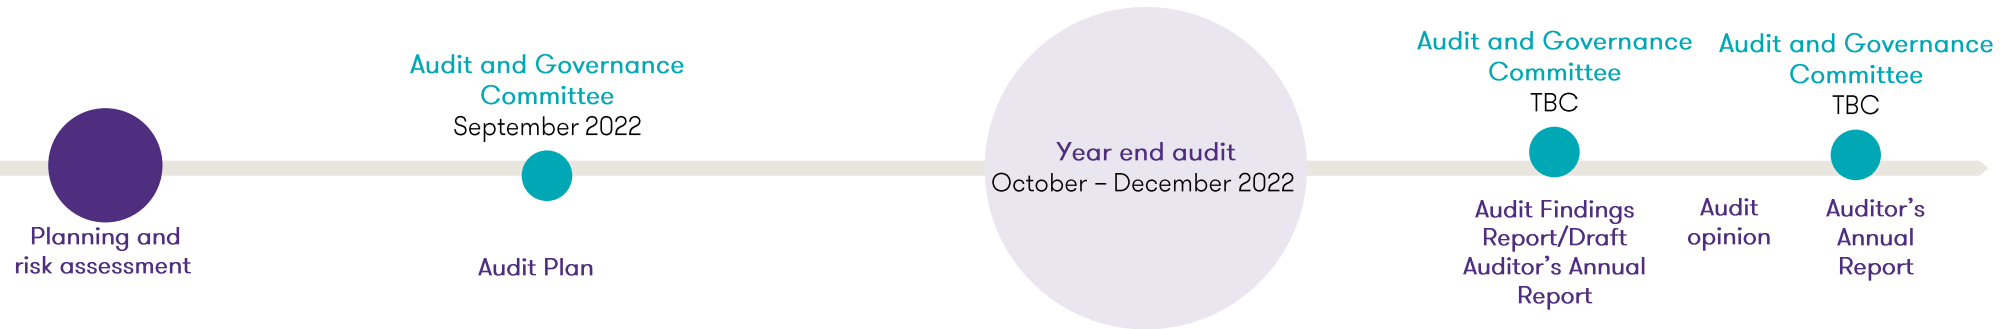 Planning and
risk assessment
Audit and Governance
Committee
September 2022
Audit Plan
Year end audit
October – December 2022
Audit and Governance
Committee
TBC
Audit Findings
Report/Draft
Auditor’s Annual
Report
Audit
opinion
Audit and Governance
Committee
TBC
Auditor’s
Annual
Report